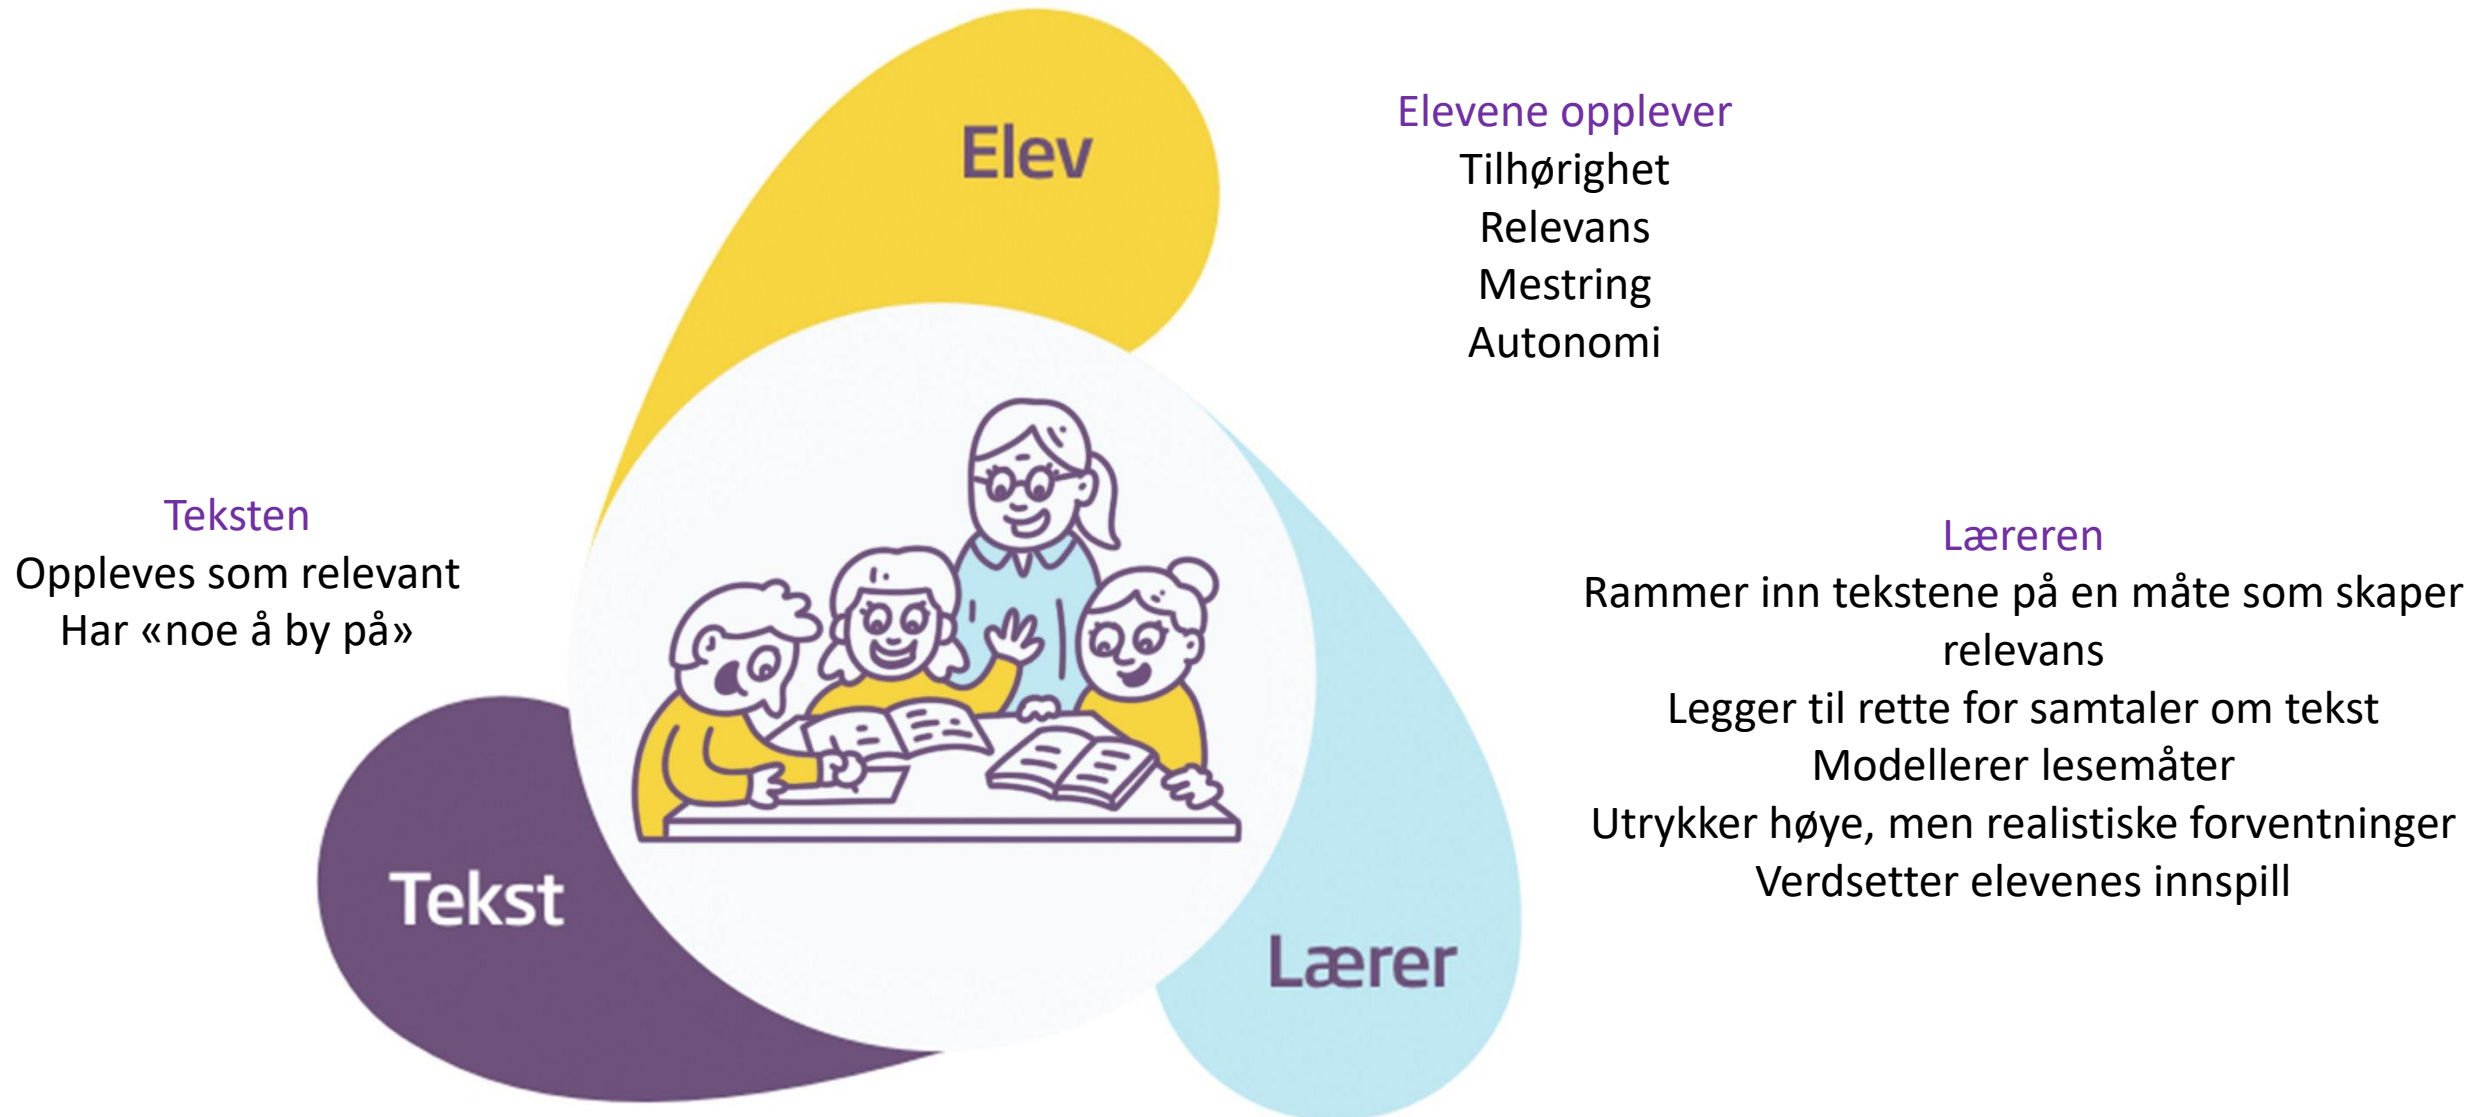 Elev
Elevene opplever
Tilhørighet
Relevans
Mestring
Autonomi
Teksten
Oppleves som relevant
Har «noe å by på»
Læreren
Rammer inn tekstene på en måte som skaper
relevans
Legger til rette for samtaler om tekst
Modellerer lesemåter
Utrykker høye, men realistiske forventninger
Verdsetter elevenes innspill
Tekst
Lærer